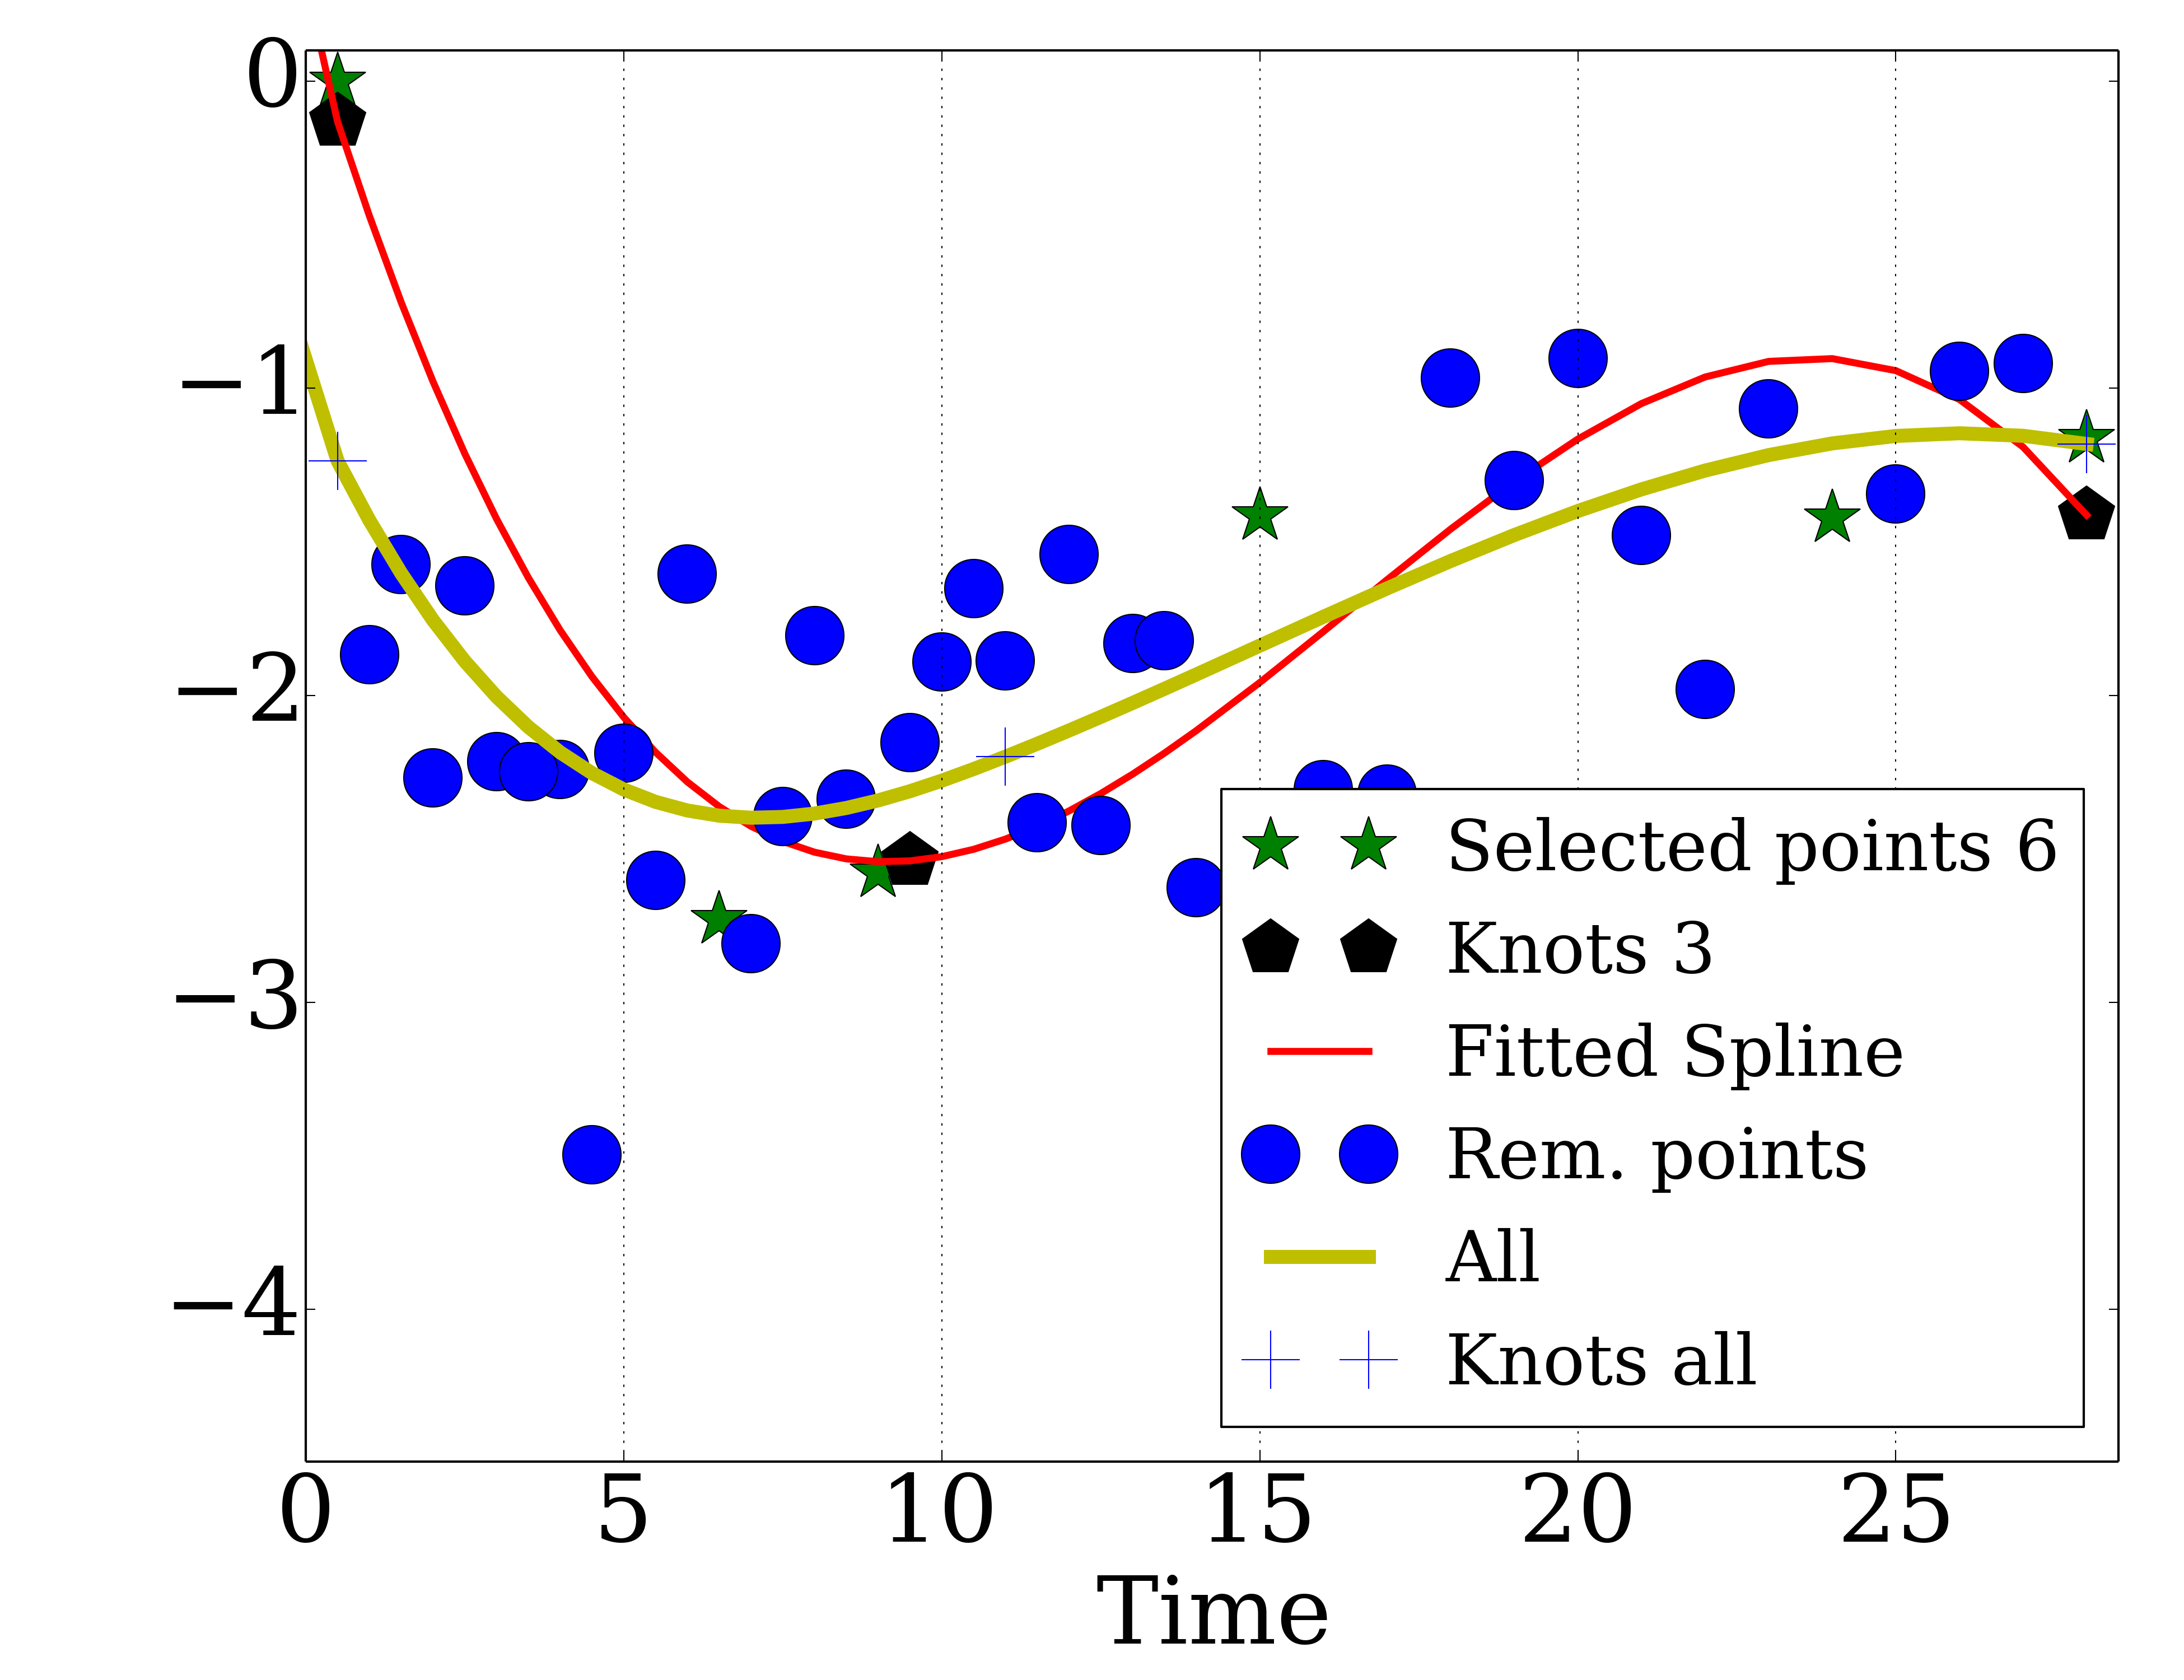 0
−1
−2
−3
−4
Selected points 6
Knots 3
Fitted Spline
Rem. points
All
Knots all
0 5 10 15 20 25
Time